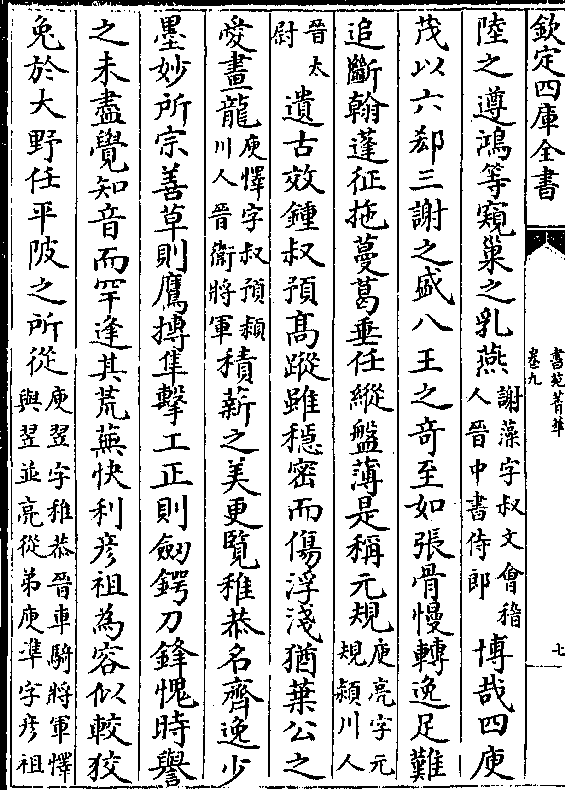 欽定四庫全書
書苑菁華
卷九
七
陸之遵鴻等窺巢之乳燕謝藻字叔文會稽
人晉中書侍郎博哉四庾
茂以六郄三謝之盛八王之奇至如張骨慢轉逸足難
追斷翰蓬征拖蔓葛垂任縱盤薄是稱元規庾亮字元
規潁川人
晉太
尉遺古效鍾叔預高蹤雖穩密而傷浮淺猶葉公之
愛畫龍庾懌字叔預潁
川人晉衞將軍積薪之美更覽稚恭名齊逸少
墨妙所宗善草則鷹搏隼擊工正則劒鍔刀鋒愧時譽
之未盡覺知音而罕逢其荒蕪快利彦祖為容似較狡
兔於大野任平陂之所從庾翌字稚恭晉車騎將軍懌
與翌並亮從弟庾準字彦祖